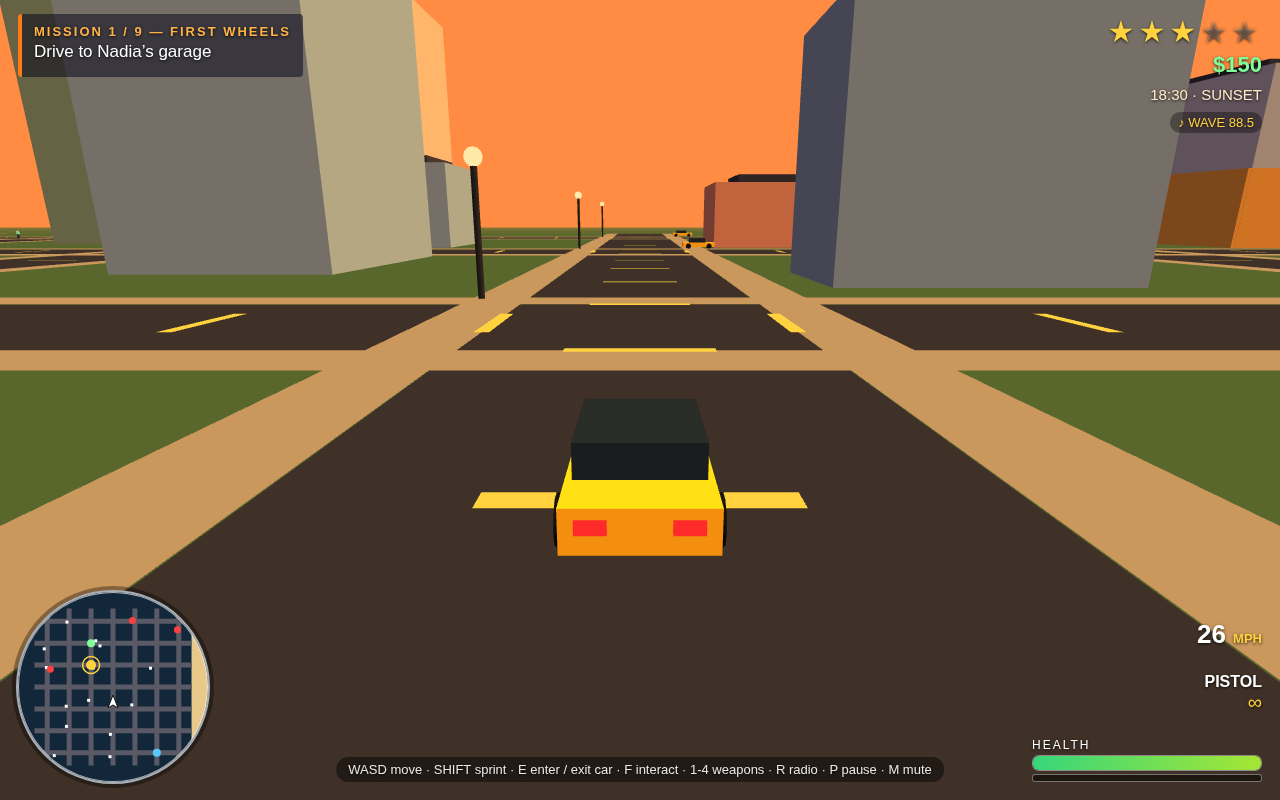 MISSION 1 / 9 — FIRST WHEELS
Drive to Nadia’s garage
★★★★★
$150
18:30 · SUNSET
♪ WAVE 88.5
26 MPH
PISTOL
∞
HEALTH
WASD move · SHIFT sprint · E enter / exit car · F interact · 1-4 weapons · R radio · P pause · M mute